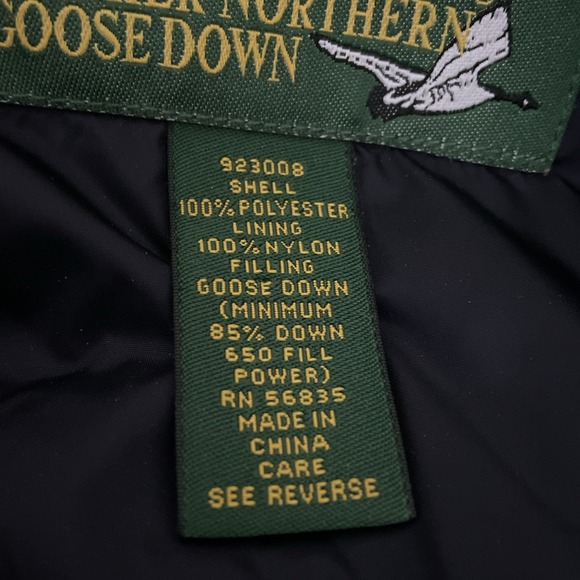 NORTHERN
GOOSE DOWN
923008
SHELL
100% POLYESTER
LINING
100% NYLON
FILLING
GOOSE DOWN
(MINIMUM
85% DOWN
650 FILL
POWER)
RN 56835
MADE IN
CHINA
CARE
SEE REVERSE